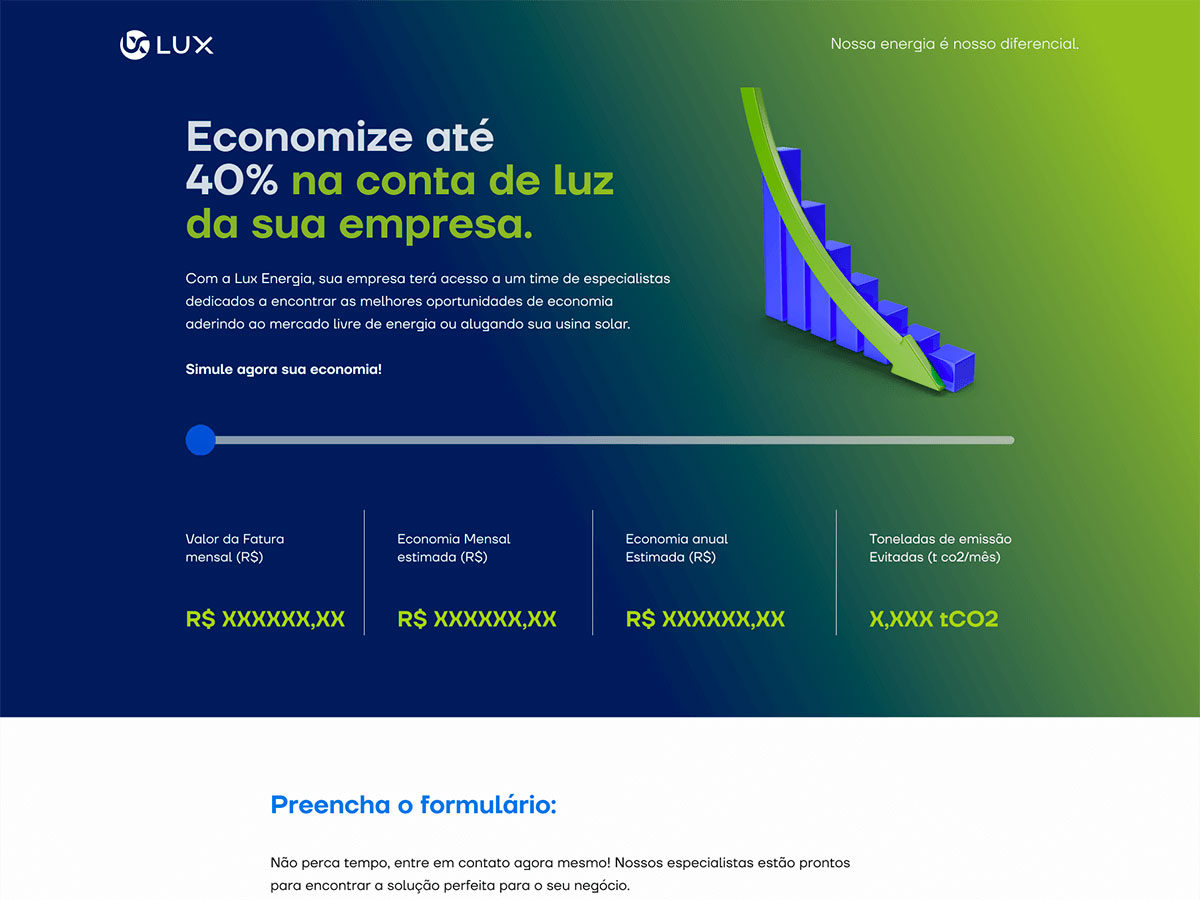 LUX
Nossa energia é nosso diferencial.
Economize até
40% na conta de luz
da sua empresa.
Com a Lux Energia, sua empresa terá acesso a um time de especialistas
dedicados a encontrar as melhores oportunidades de economia
aderindo ao mercado livre de energia ou alugando sua usina solar.
Simule agora sua economia!
Valor da Fatura
mensal (R$)
R$ XXXXXX,XX
Economia Mensal
estimada (R$)
R$ XXXXXX,XX
Economia anual
Estimada (R$)
R$ XXXXXX,XX
Toneladas de emissão
Evitadas (t co2/mês)
X,XXX tCO2
Preencha o formulário:
Não perca tempo, entre em contato agora mesmo! Nossos especialistas estão prontos
para encontrar a solução perfeita para o seu negócio.